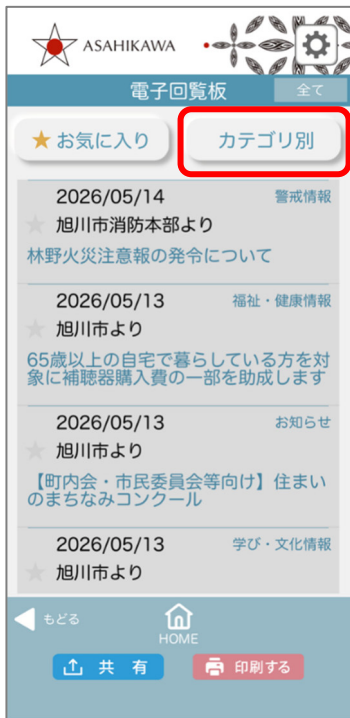 ASAHIKAWA
電子回覧板
全て
★お気に入り
カテゴリ別
2026/05/14
警戒情報
旭川市消防本部より
林野火災注意報の発令について
2026/05/13
福祉・健康情報
旭川市より
65歳以上の自宅で暮らしている方を対
象に補聴器購入費の一部を助成します
2026/05/13
お知らせ
旭川市より
【町内会・市民委員会等向け】住まい
のまちなみコンクール
2026/05/13
学び・文化情報
旭川市より
もどる
HOME
共 有
印刷する